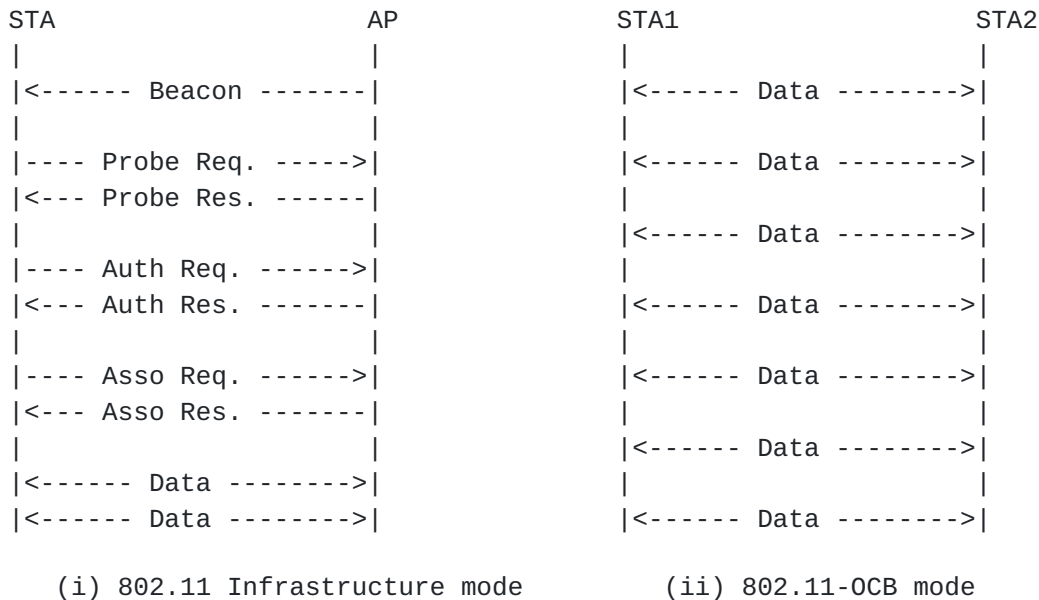 STA                    AP              STA1                   STA2
|                      |               |                      |
|<------ Beacon -------|               |<------ Data -------->|
|                      |               |                      |
|---- Probe Req. ----->|               |<------ Data -------->|
|<--- Probe Res. ------|               |                      |
|                      |               |<------ Data -------->|
|---- Auth Req. ------>|               |                      |
|<--- Auth Res. -------|               |<------ Data -------->|
|                      |               |                      |
|---- Asso Req. ------>|               |<------ Data -------->|
|<--- Asso Res. -------|               |                      |
|                      |               |<------ Data -------->|
|<------ Data -------->|               |                      |
|<------ Data -------->|               |<------ Data -------->|
(i) 802.11 Infrastructure mode         (ii) 802.11-OCB mode